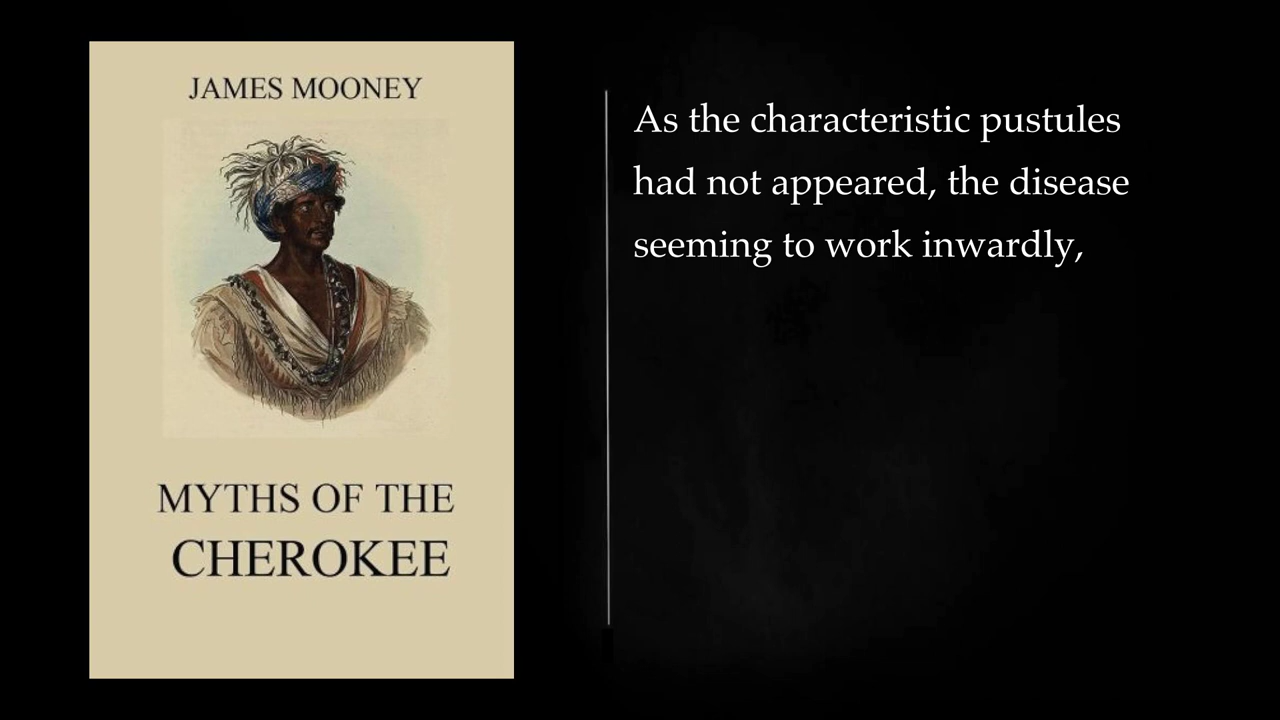 JAMES MOONEY
MYTHS OF THE
CHEROKEE
As the characteristic pustules
had not appeared, the disease
seeming to work inwardly,